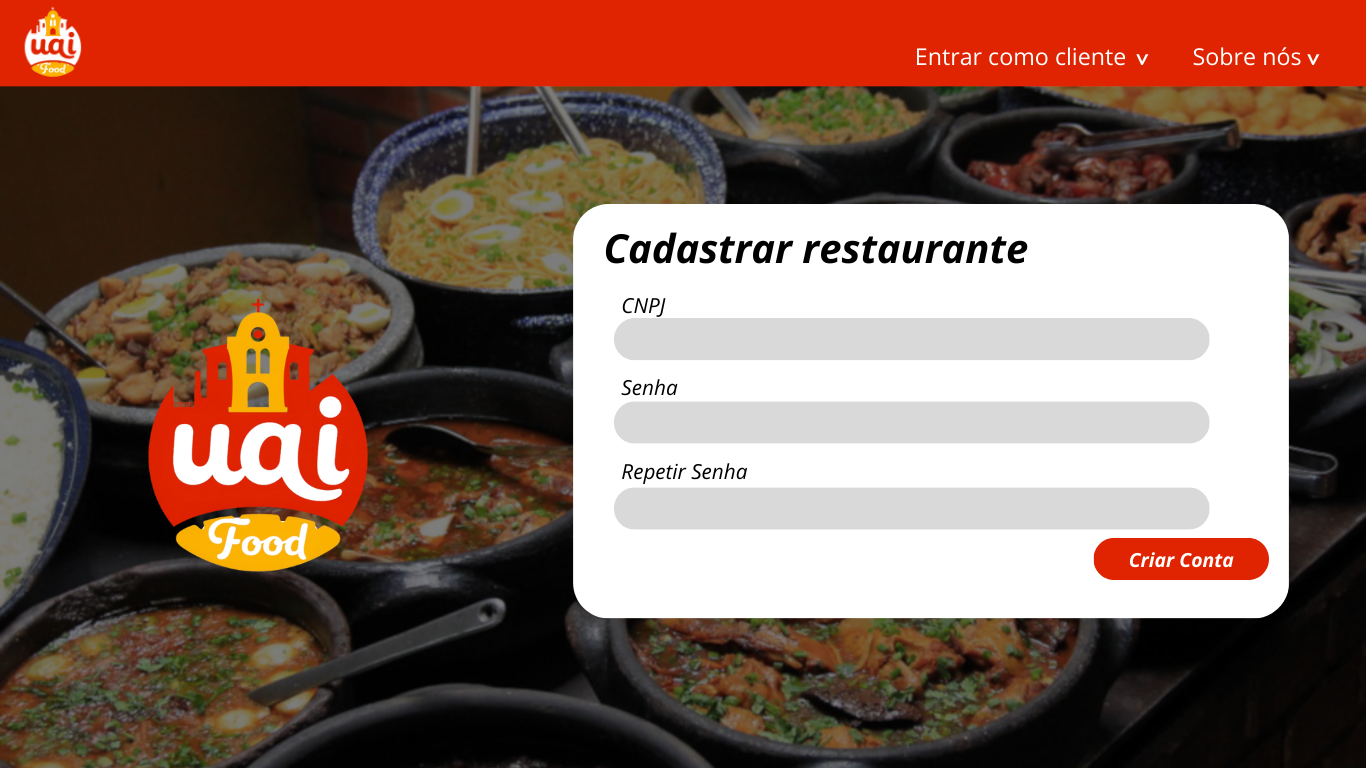 uai
Food
Entrar como cliente v
Sobre nós v
Cadastrar restaurante
CNPJ
Senha
uai
Food
Repetir Senha
Criar Conta